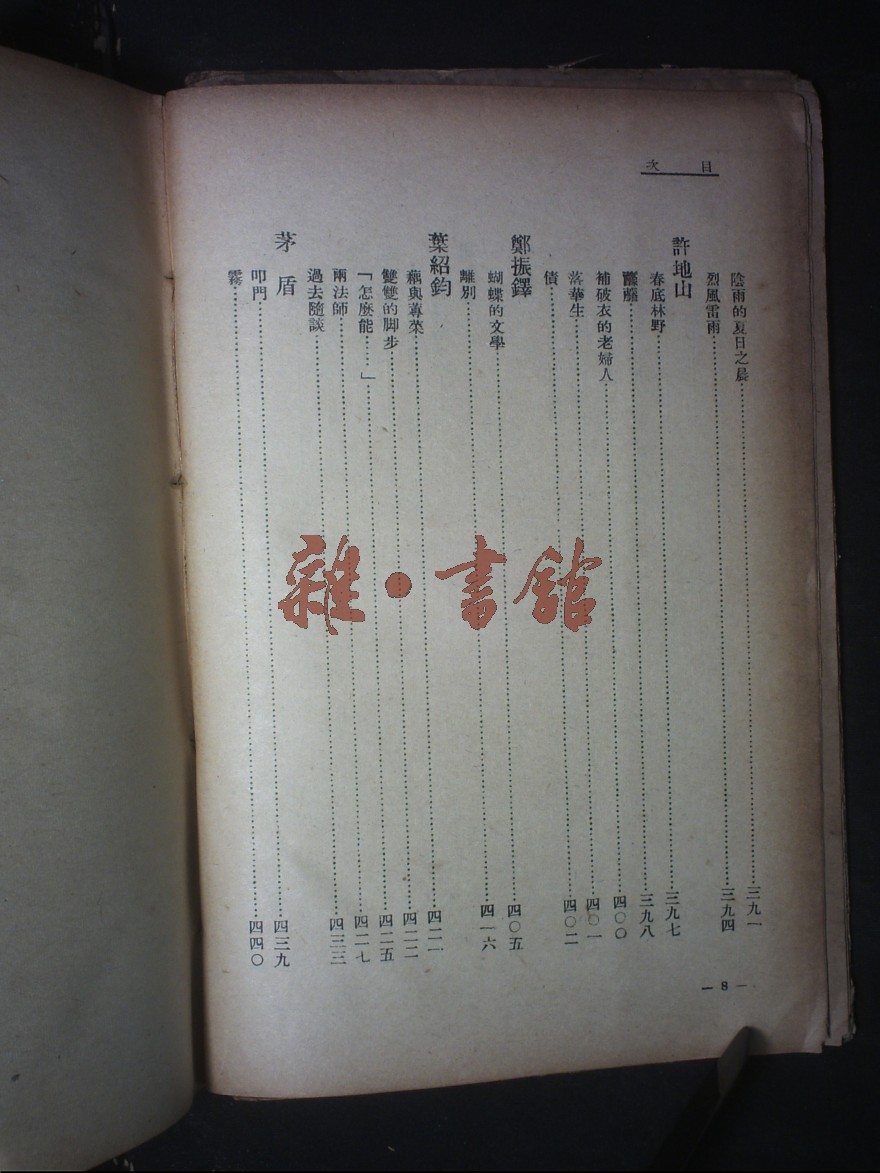 目次
陰雨的夏日之晨……三九一
烈風雷雨……三九四
許地山
春底林野……三九七
……三九八
補破衣的老婦人……四〇〇
落華生……四〇一
債……四〇二
鄭振鐸
蝴蝶的文學……四〇五
離別……四一六
葉紹鈞
藕與蓴菜……四二一
雙雙的脚步……四二二
「怎麼能……」……四二五
兩法師……四二七
過去隨談……四三三
茅盾
叩門……四三九
霧……四四〇
— 8 —
雜·書館